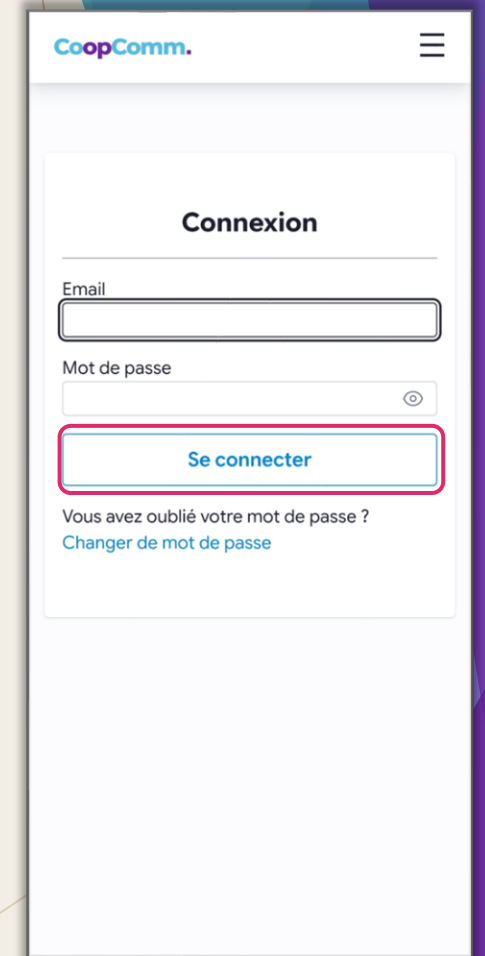 CoopComm.
Connexion
Email
Mot de passe
Se connecter
Vous avez oublié votre mot de passe ?
Changer de mot de passe